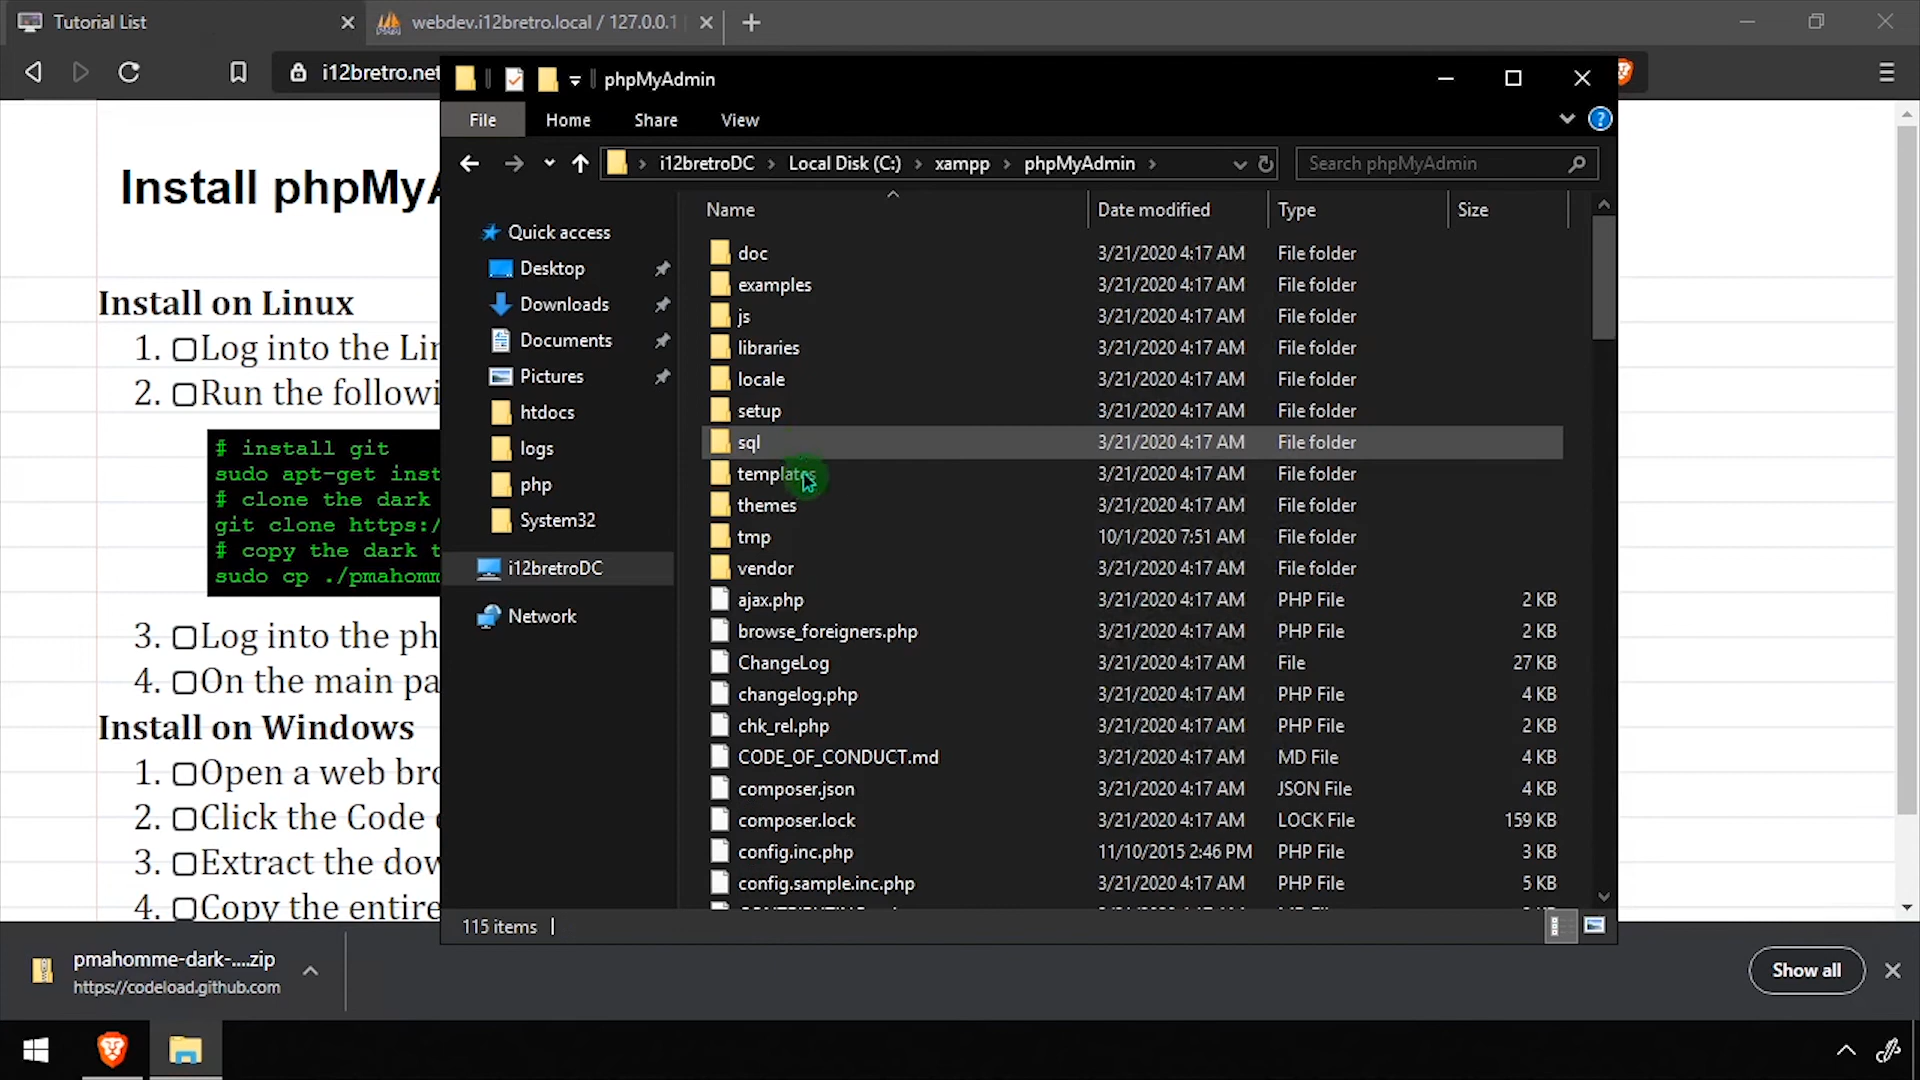 Tutorial List
webdev.i12bretro.local / 127.0.0.1
i12bretro.net
phpMyAdmin
File
Home
Share
View
i12bretroDC
Local Disk (C:)
xampp
phpMyAdmin
Search phpMyAdmin
Install phpMyA
Install on Linux
1. Log into the Lin
2. Run the followi
# install git
sudo apt-get inst
# clone the dark
git clone https:/
# copy the dark t
sudo cp ./pmahomm
3. Log into the ph
4. On the main pa
Install on Windows
1. Open a web bro
2. Click the Code
3. Extract the dow
4. Copy the entire
Quick access
Desktop
Downloads
Documents
Pictures
htdocs
logs
php
System32
i12bretroDC
Network
Name Date modified Type Size
doc 3/21/2020 4:17 AM File folder
examples 3/21/2020 4:17 AM File folder
js 3/21/2020 4:17 AM File folder
libraries 3/21/2020 4:17 AM File folder
locale 3/21/2020 4:17 AM File folder
setup 3/21/2020 4:17 AM File folder
sql 3/21/2020 4:17 AM File folder
templates 3/21/2020 4:17 AM File folder
themes 3/21/2020 4:17 AM File folder
tmp 10/1/2020 7:51 AM File folder
vendor 3/21/2020 4:17 AM File folder
ajax.php 3/21/2020 4:17 AM PHP File 2 KB
browse_foreigners.php 3/21/2020 4:17 AM PHP File 2 KB
ChangeLog 3/21/2020 4:17 AM File 27 KB
changelog.php 3/21/2020 4:17 AM PHP File 4 KB
chk_rel.php 3/21/2020 4:17 AM PHP File 2 KB
CODE_OF_CONDUCT.md 3/21/2020 4:17 AM MD File 4 KB
composer.json 3/21/2020 4:17 AM JSON File 4 KB
composer.lock 3/21/2020 4:17 AM LOCK File 159 KB
config.inc.php 11/10/2015 2:46 PM PHP File 3 KB
config.sample.inc.php 3/21/2020 4:17 AM PHP File 5 KB
115 items
pmahomme-dark-....zip
https://codeload.github.com
Show all